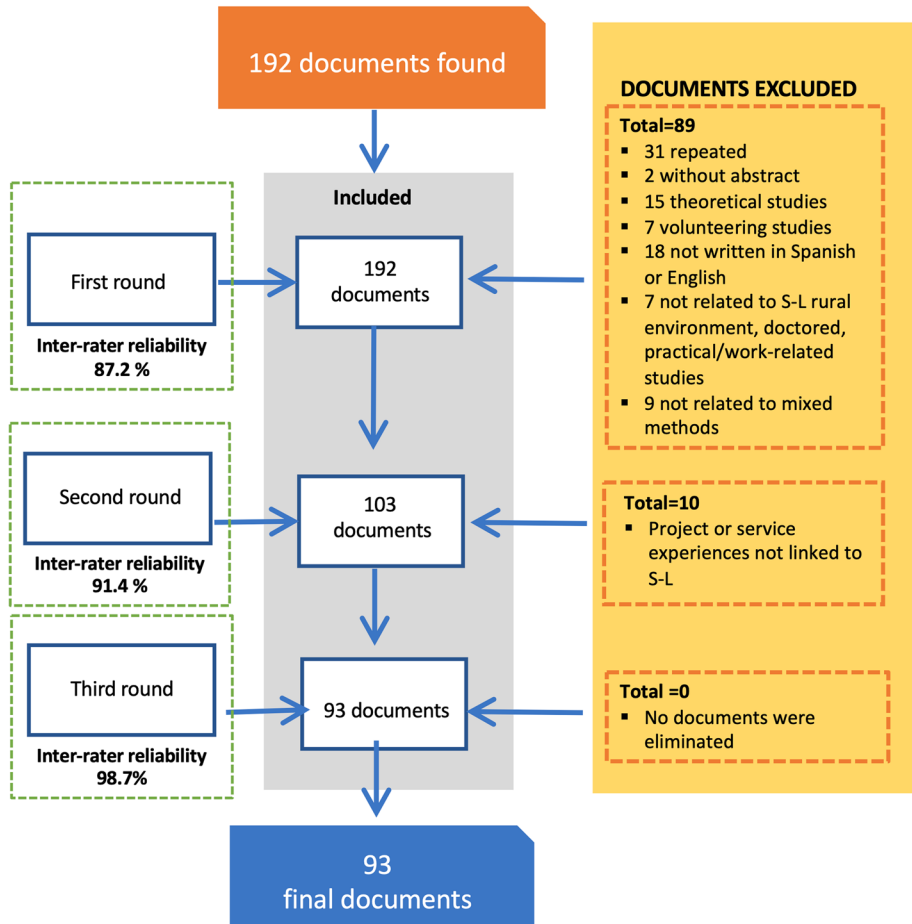 192 documents found
Included
First round
Inter-rater reliability
87.2 %
192
documents
DOCUMENTS EXCLUDED
Total=89
▪ 31 repeated
▪ 2 without abstract
▪ 15 theoretical studies
▪ 7 volunteering studies
▪ 18 not written in Spanish
or English
▪ 7 not related to S-L rural
environment, doctored,
practical/work-related
studies
▪ 9 not related to mixed
methods
Second round
Inter-rater reliability
91.4 %
103
documents
Total=10
▪ Project or service
experiences not linked to
S-L
Third round
Inter-rater reliability
98.7%
93 documents
Total =0
▪ No documents were
eliminated
93
final documents